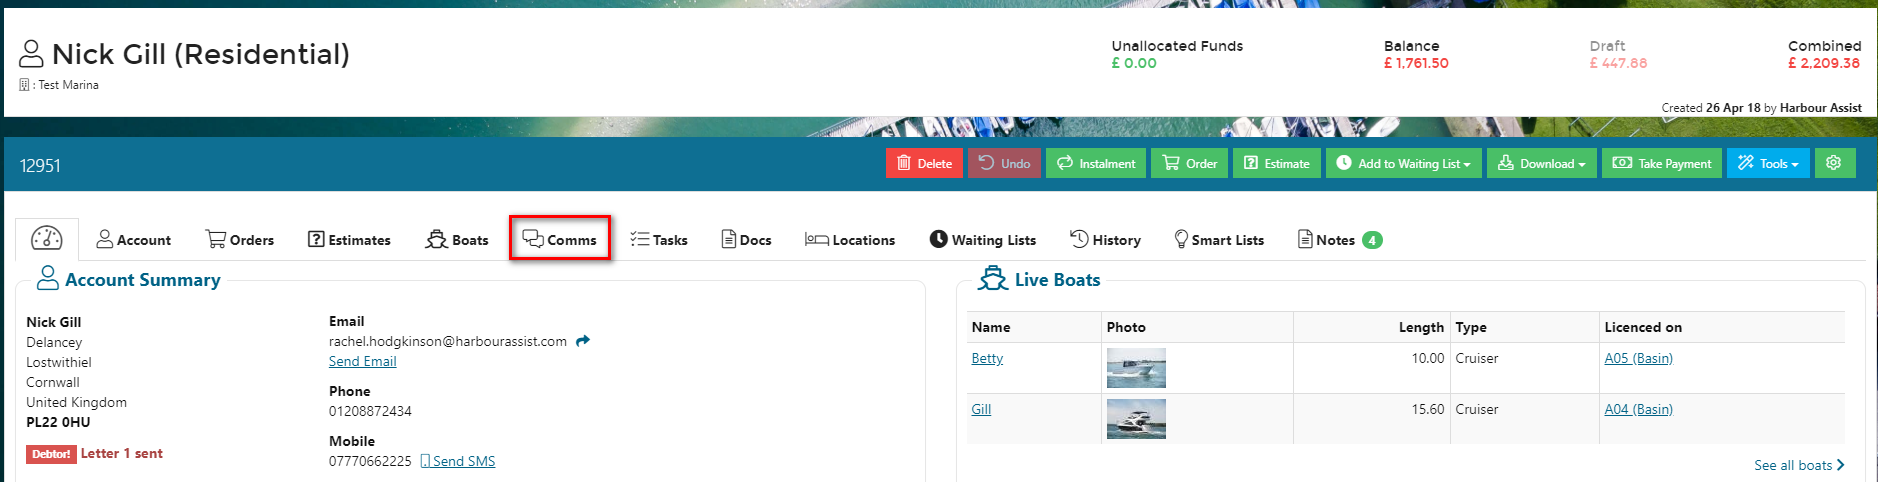 Nick Gill (Residential)
: Test Marina
Unallocated Funds
£ 0.00
Balance
£ 1,761.50
Draft
£ 447.88
Combined
£ 2,209.38
Created 26 Apr 18 by Harbour Assist
12951
Delete
Undo
Instalment
Order
Estimate
Add to Waiting List
Download
Take Payment
Tools
Account
Orders
Estimates
Boats
Comms
Tasks
Docs
Locations
Waiting Lists
History
Smart Lists
Notes 4
Account Summary
Nick Gill
Delancey
Lostwithiel
Cornwall
United Kingdom
PL22 0HU
Debtor! Letter 1 sent
Email
rachel.hodgkinson@harbourassist.com
Send Email
Phone
01208872434
Mobile
07770662225 Send SMS
Live Boats
Name Photo Length Type Licenced on
Betty 10.00 Cruiser A05 (Basin)
Gill 15.60 Cruiser A04 (Basin)
See all boats